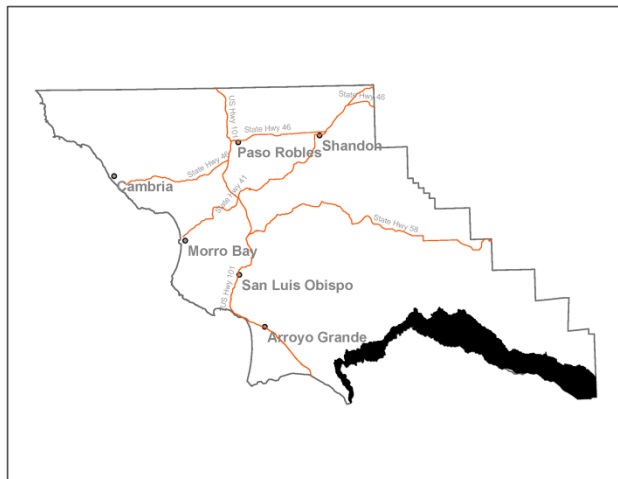 State Hwy 46
US Hwy 101
State Hwy 46
Shandon
Paso Robles
State Hwy 46
Cambria
State Hwy 41
State Hwy 58
Morro Bay
US Hwy 101
San Luis Obispo
Arroyo Grande